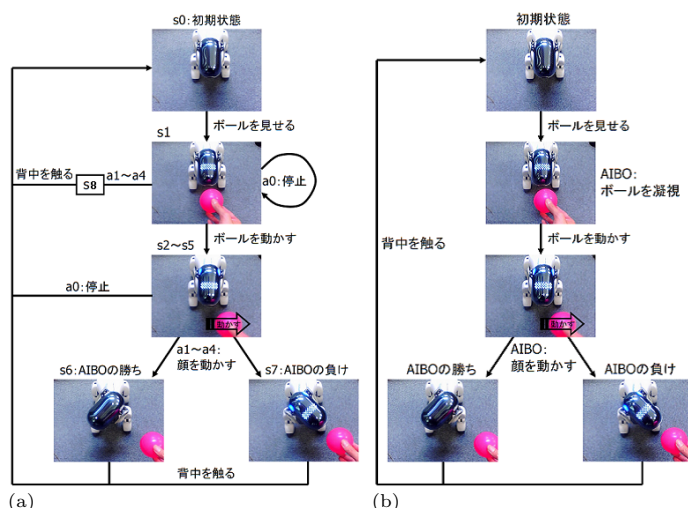 s0:初期状態
ボールを見せる
s1
背中を触る
S8
a1～a4
a0:停止
ボールを動かす
s2～s5
a0:停止
動かす
a1～a4:
顔を動かす
s6:AIBOの勝ち
s7:AIBOの負け
背中を触る
(a)
初期状態
ボールを見せる
AIBO:
ボールを凝視
ボールを動かす
背中を触る
動かす
AIBO:
顔を動かす
AIBOの勝ち
AIBOの負け
(b)